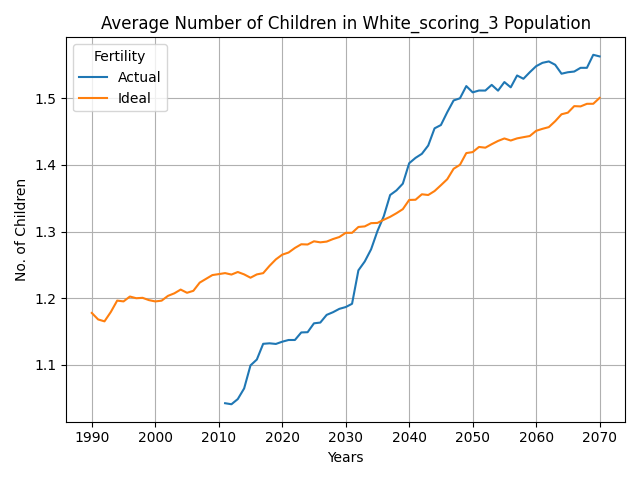 Average Number of Children in White_scoring_3 Population
Fertility
Actual
Ideal
No. of Children
1.5
1.4
1.3
1.2
1.1
1990 2000 2010 2020 2030 2040 2050 2060 2070
Years